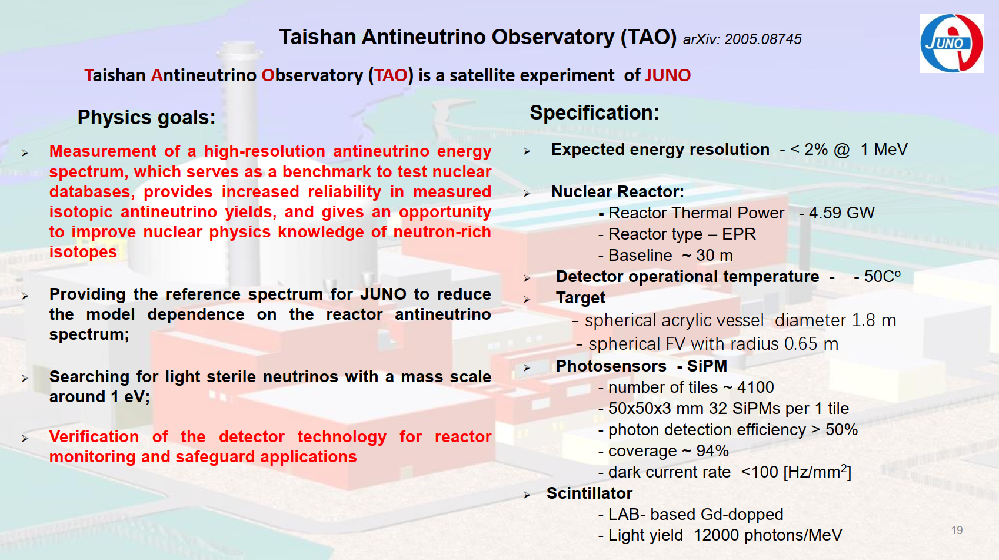 Taishan Antineutrino Observatory (TAO) arXiv: 2005.08745
JUNO
Taishan Antineutrino Observatory (TAO) is a satellite experiment of JUNO
Physics goals:
➢ Measurement of a high-resolution antineutrino energy
spectrum, which serves as a benchmark to test nuclear
databases, provides increased reliability in measured
isotopic antineutrino yields, and gives an opportunity
to improve nuclear physics knowledge of neutron-rich
isotopes
➢ Providing the reference spectrum for JUNO to reduce
the model dependence on the reactor antineutrino
spectrum;
➢ Searching for light sterile neutrinos with a mass scale
around 1 eV;
➢ Verification of the detector technology for reactor
monitoring and safeguard applications
Specification:
➢ Expected energy resolution - < 2% @ 1 MeV
➢ Nuclear Reactor:
- Reactor Thermal Power - 4.59 GW
- Reactor type – EPR
- Baseline ~ 30 m
➢ Detector operational temperature - - 50Cº
➢ Target
– spherical acrylic vessel diameter 1.8 m
– spherical FV with radius 0.65 m
➢ Photosensors - SiPM
- number of tiles ~ 4100
- 50x50x3 mm 32 SiPMs per 1 tile
- photon detection efficiency > 50%
- coverage ~ 94%
- dark current rate <100 [Hz/mm²]
➢ Scintillator
- LAB- based Gd-dopped
- Light yield 12000 photons/MeV
19